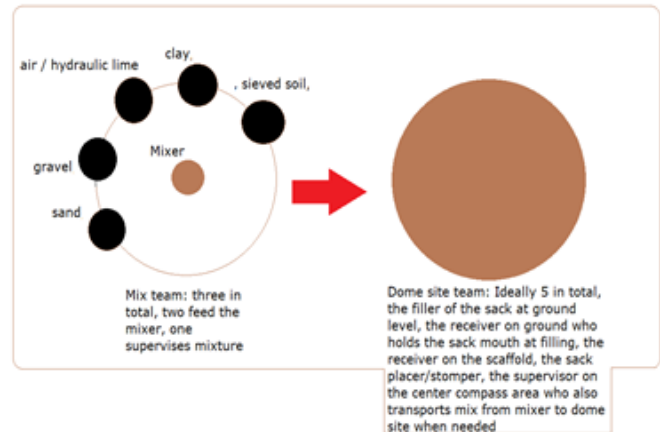 clay,
air / hydraulic lime
, sieved soil,
Mixer
gravel
sand
Mix team: three in
total, two feed the
mixer, one
supervises mixture
Dome site team: Ideally 5 in total,
the filler of the sack at ground
level, the receiver on ground who
holds the sack mouth at filling, the
receiver on the scaffold, the sack
placer/stomper, the supervisor on
the center compass area who also
transports mix from mixer to dome
site when needed